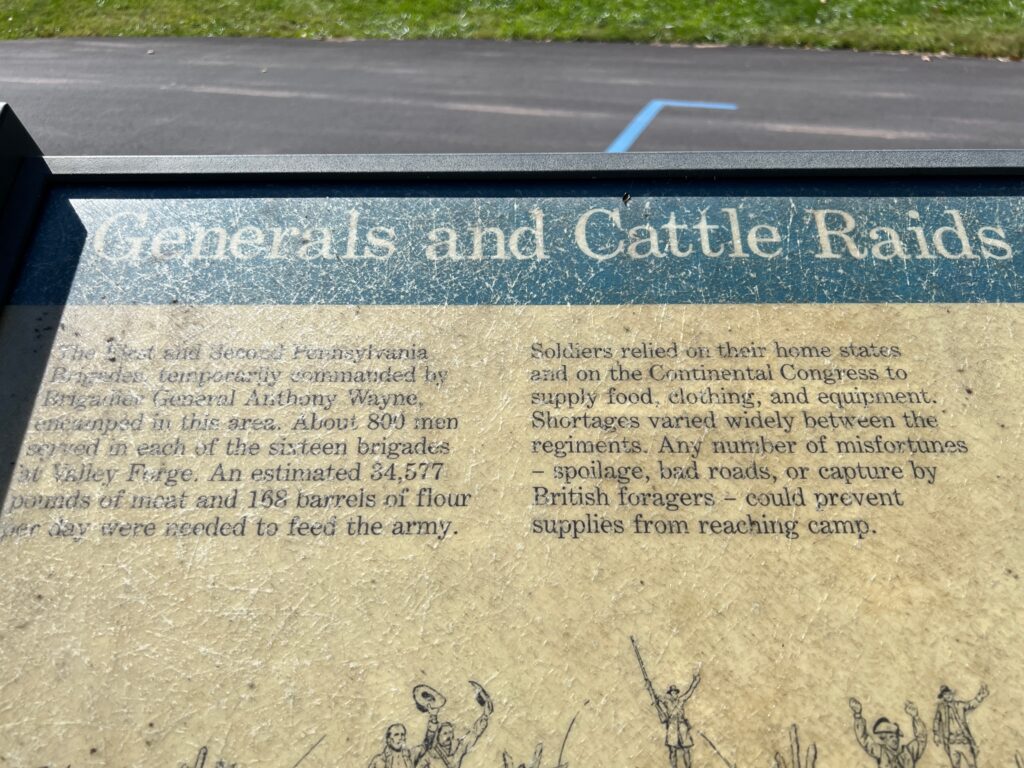 Generals and Cattle Raids
The First and Second Pennsylvania
Brigades, temporarily commanded by
Brigadier General Anthony Wayne,
encamped in this area. About 800 men
served in each of the sixteen brigades
at Valley Forge. An estimated 34,577
pounds of meat and 168 barrels of flour
per day were needed to feed the army.
Soldiers relied on their home states
and on the Continental Congress to
supply food, clothing, and equipment.
Shortages varied widely between the
regiments. Any number of misfortunes
– spoilage, bad roads, or capture by
British foragers – could prevent
supplies from reaching camp.